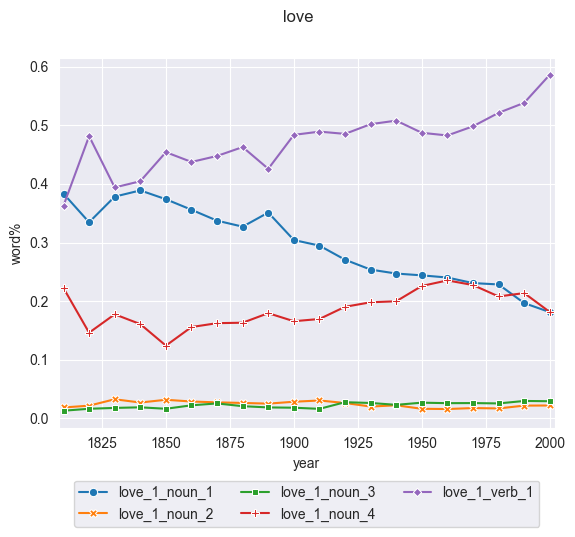 love
0.6
0.5
0.4
0.3
0.2
0.1
0.0
word%
1825 1850 1875 1900 1925 1950 1975 2000
year
love_1_noun_1 love_1_noun_3 love_1_verb_1
love_1_noun_2 love_1_noun_4